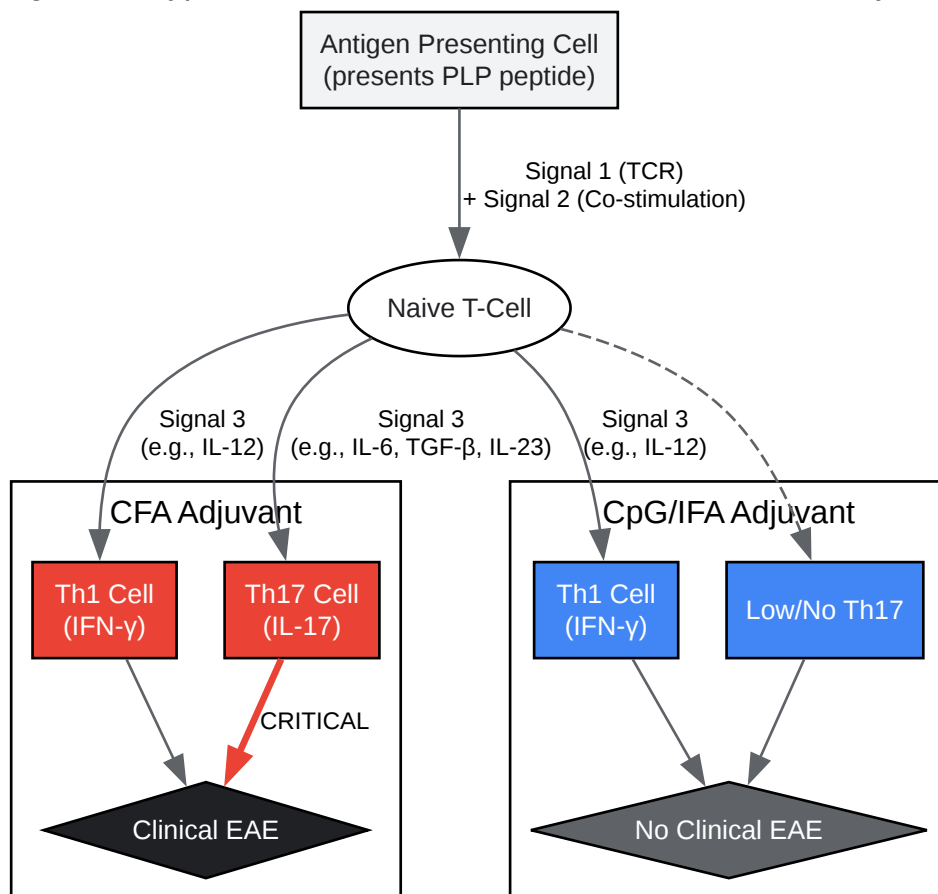 Antigen Presenting Cell
(presents PLP peptide)
Signal 1 (TCR)
+ Signal 2 (Co-stimulation)
Naive T-Cell
Signal 3
(e.g., IL-12)
Signal 3
(e.g., IL-6, TGF-β, IL-23)
Signal 3
(e.g., IL-12)
CFA Adjuvant
CpG/IFA Adjuvant
Th1 Cell
(IFN-γ)
Th17 Cell
(IL-17)
Th1 Cell
(IFN-γ)
Low/No Th17
CRITICAL
Clinical EAE
No Clinical EAE